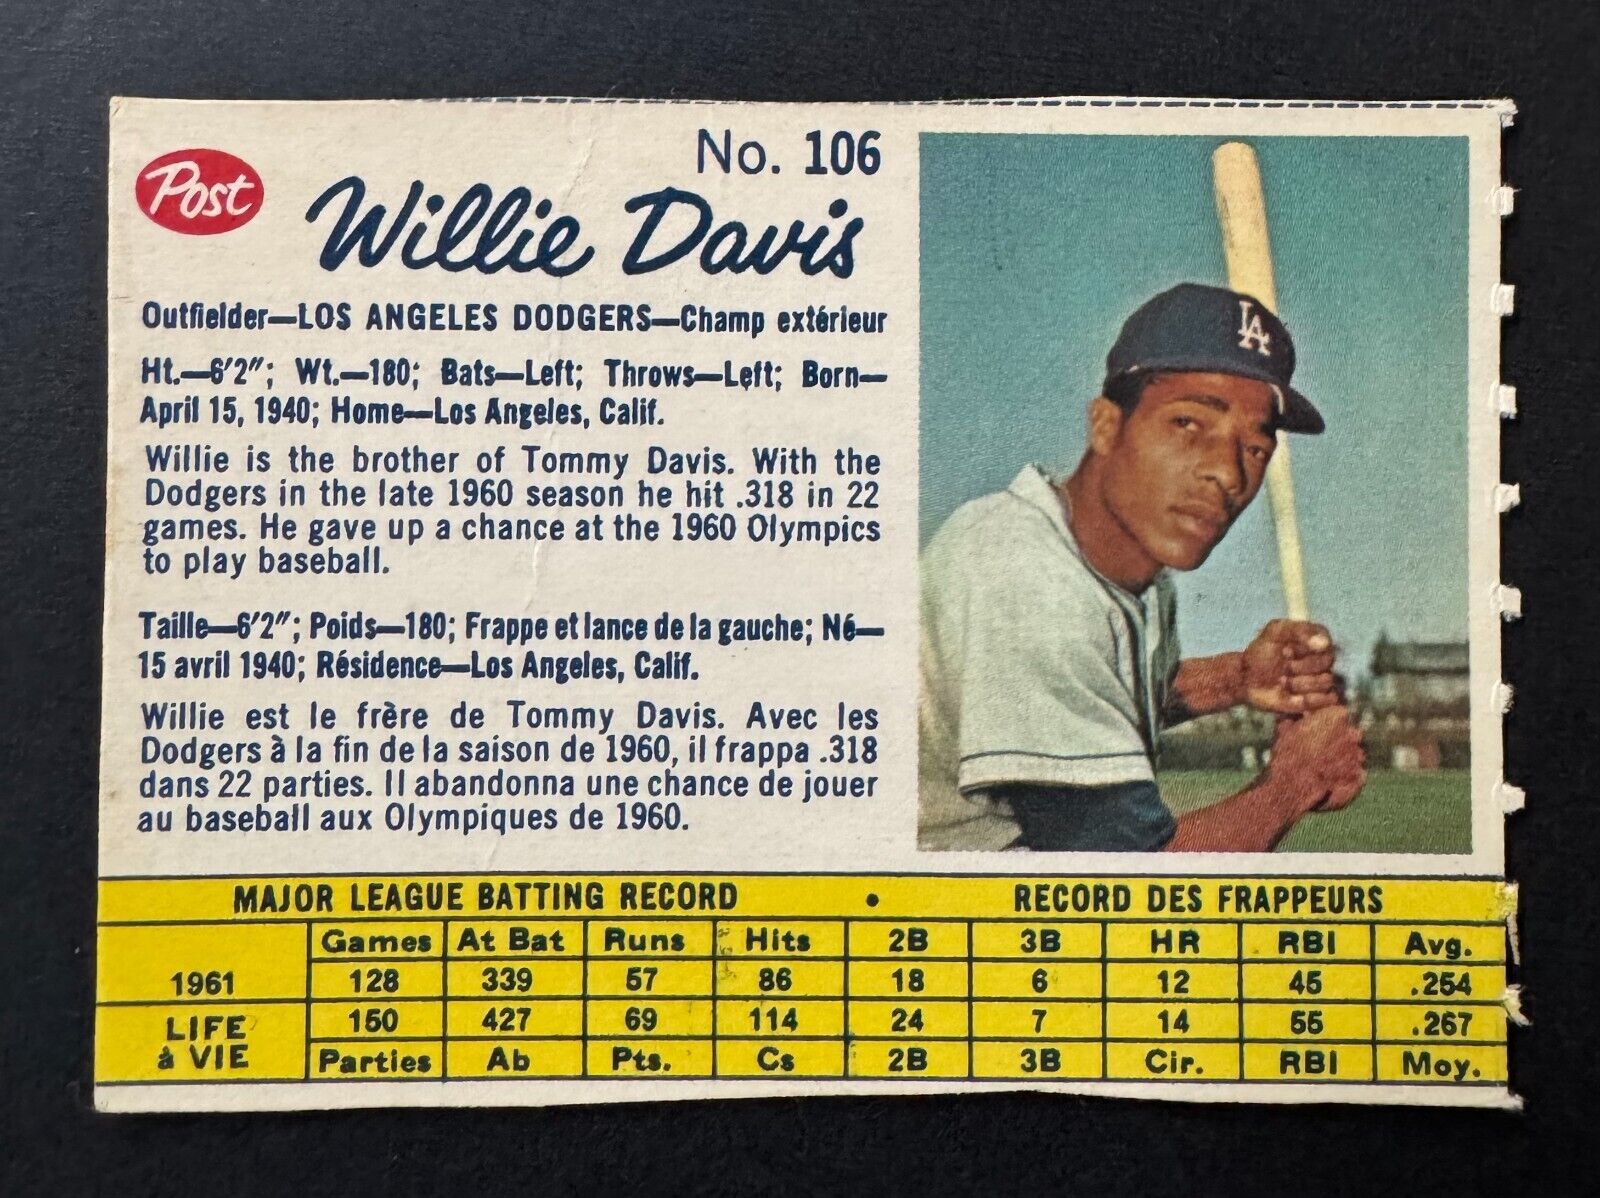 Post
No. 106
Willie Davis
Outfielder—LOS ANGELES DODGERS—Champ extérieur
Ht.—6'2"; Wt.—180; Bats—Left; Throws—Left; Born—
April 15, 1940; Home—Los Angeles, Calif.
Willie is the brother of Tommy Davis. With the
Dodgers in the late 1960 season he hit .318 in 22
games. He gave up a chance at the 1960 Olympics
to play baseball.
Taille—6'2"; Poids—180; Frappe et lance de la gauche; Né—
15 avril 1940; Résidence—Los Angeles, Calif.
Willie est le frère de Tommy Davis. Avec les
Dodgers à la fin de la saison de 1960, il frappa .318
dans 22 parties. Il abandonna une chance de jouer
au baseball aux Olympiques de 1960.
LA
MAJOR LEAGUE BATTING RECORD • RECORD DES FRAPPEURS
Games At Bat Runs Hits 2B 3B HR RBI Avg.
1961 128 339 57 86 18 6 12 45 .254
LIFE 150 427 69 114 24 7 14 55 .267
à VIE Parties Ab Pts. Cs 2B 3B Cir. RBI Moy.